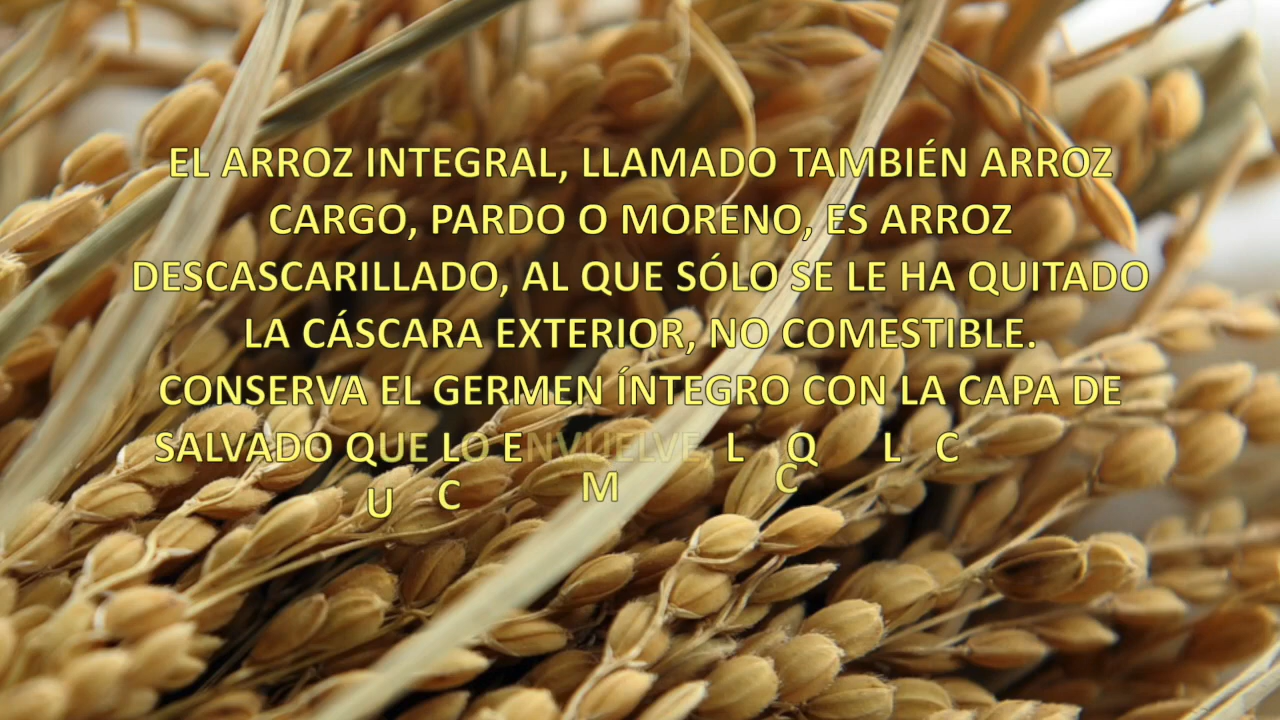 EL ARROZ INTEGRAL, LLAMADO TAMBIÉN ARROZ
CARGO, PARDO O MORENO, ES ARROZ
DESCASCARILLADO, AL QUE SÓLO SE LE HA QUITADO
LA CÁSCARA EXTERIOR, NO COMESTIBLE.
CONSERVA EL GERMEN ÍNTEGRO CON LA CAPA DE
SALVADO QUE LO ENVUELVE L Q L C
U C M C